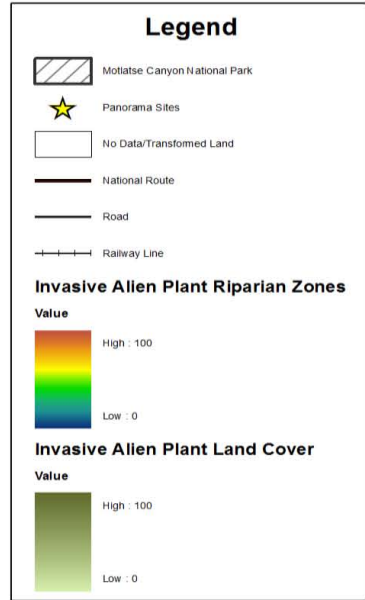 Legend
Motlatse Canyon National Park
Panorama Sites
No Data/Transformed Land
National Route
Road
Railway Line
Invasive Alien Plant Riparian Zones
Value
High : 100
Low : 0
Invasive Alien Plant Land Cover
Value
High : 100
Low : 0